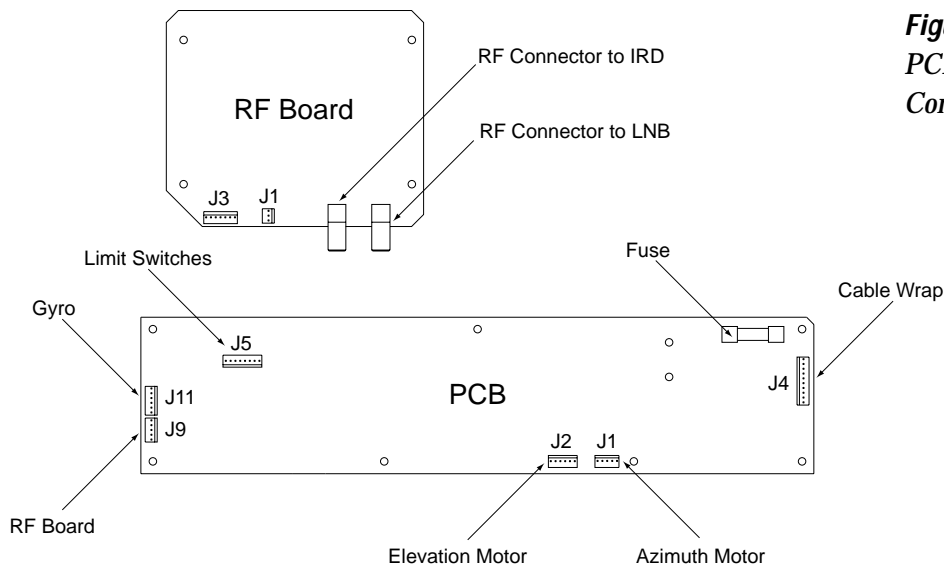 Figu
PCB
Con
RF Connector to IRD
RF Board
RF Connector to LNB
J3
J1
Limit Switches
Fuse
Cable Wrap
Gyro
J5
J4
PCB
J11
J9
J2
J1
RF Board
Elevation Motor
Azimuth Motor